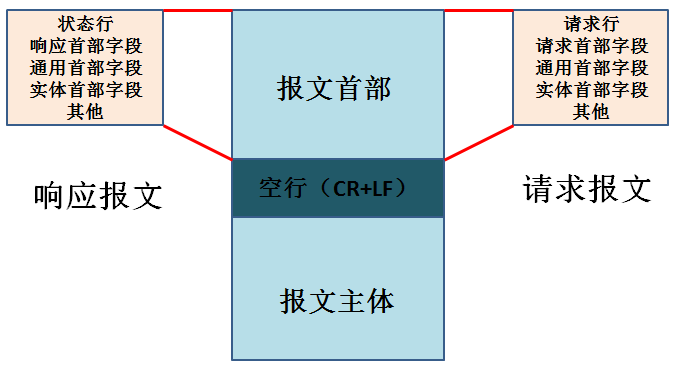 状态行
响应首部字段
通用首部字段
实体首部字段
其他
响应报文
报文首部
空行（CR+LF）
报文主体
请求行
请求首部字段
通用首部字段
实体首部字段
其他
请求报文